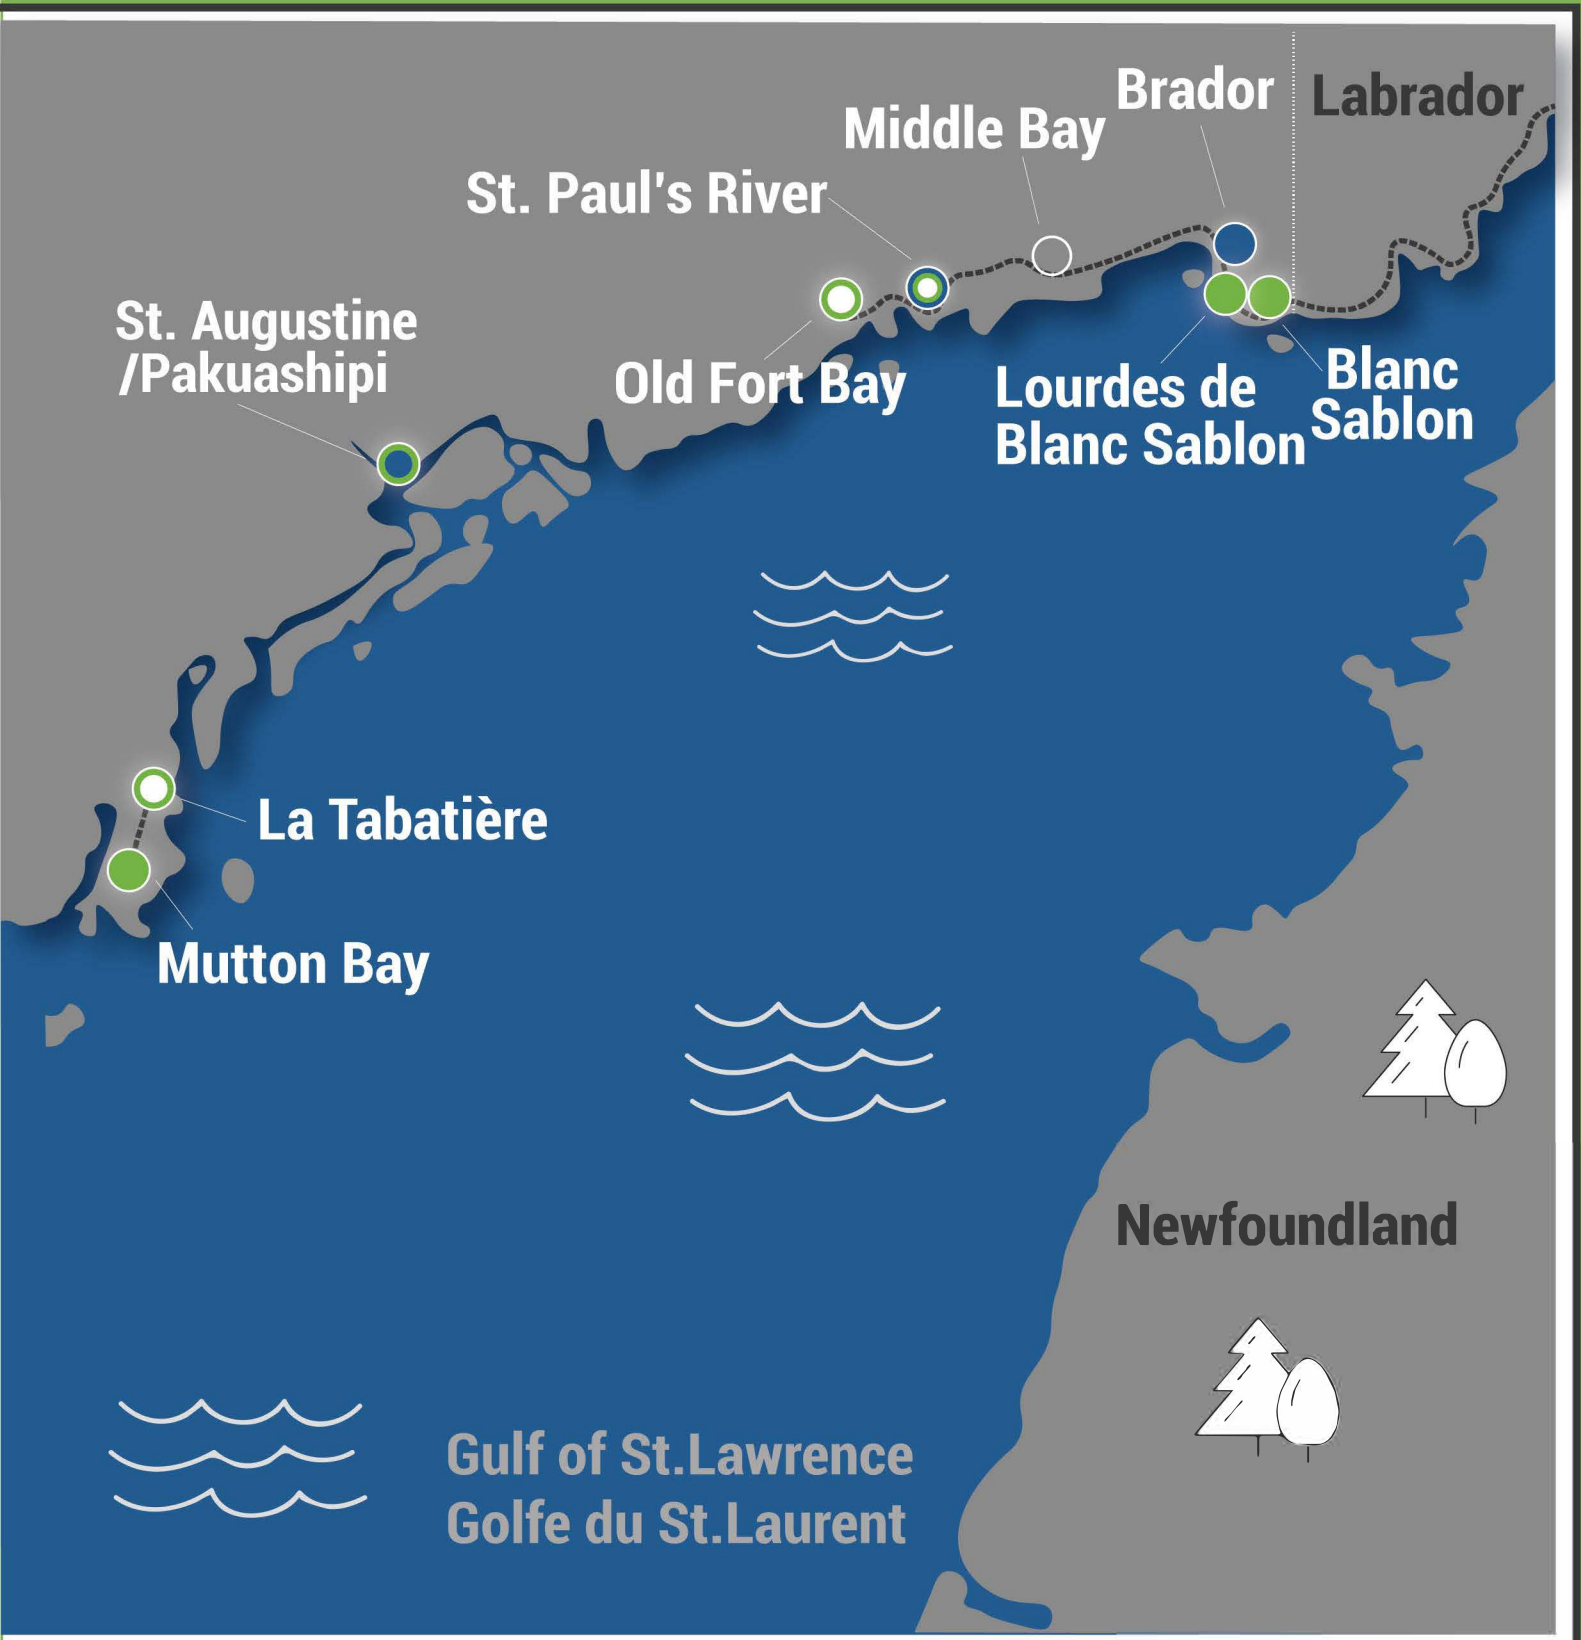 Brador
Labrador
Middle Bay
St. Paul's River
St. Augustine
/Pakuashipi
Old Fort Bay
Lourdes de
Blanc Sablon
Blanc
Sablon
La Tabatière
Mutton Bay
Newfoundland
Gulf of St.Lawrence
Golfe du St.Laurent